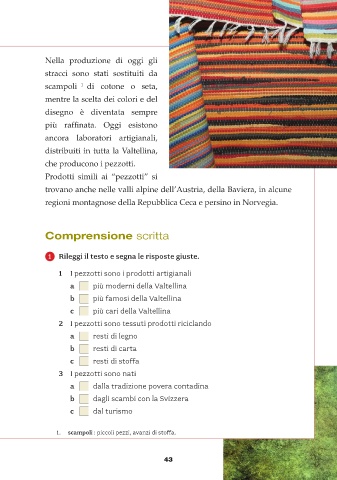 Nella produzione di oggi gli
stracci sono stati sostituiti da
scampoli 1 di cotone o seta,
mentre la scelta dei colori e del
disegno è diventata sempre
più raffinata. Oggi esistono
ancora laboratori artigianali,
distribuiti in tutta la Valtellina,
che producono i pezzotti.
Prodotti simili ai "pezzotti" si
trovano anche nelle valli alpine dell'Austria, della Baviera, in alcune
regioni montagnose della Repubblica Ceca e persino in Norvegia.
Comprensione scritta
1 Rileggi il testo e segna le risposte giuste.
1 I pezzotti sono i prodotti artigianali
a più moderni della Valtellina
b più famosi della Valtellina
c più cari della Valtellina
2 I pezzotti sono tessuti prodotti riciclando
a resti di legno
b resti di carta
c resti di stoffa
3 I pezzotti sono nati
a dalla tradizione povera contadina
b dagli scambi con la Svizzera
c dal turismo
1. scampoli : piccoli pezzi, avanzi di stoffa.
43